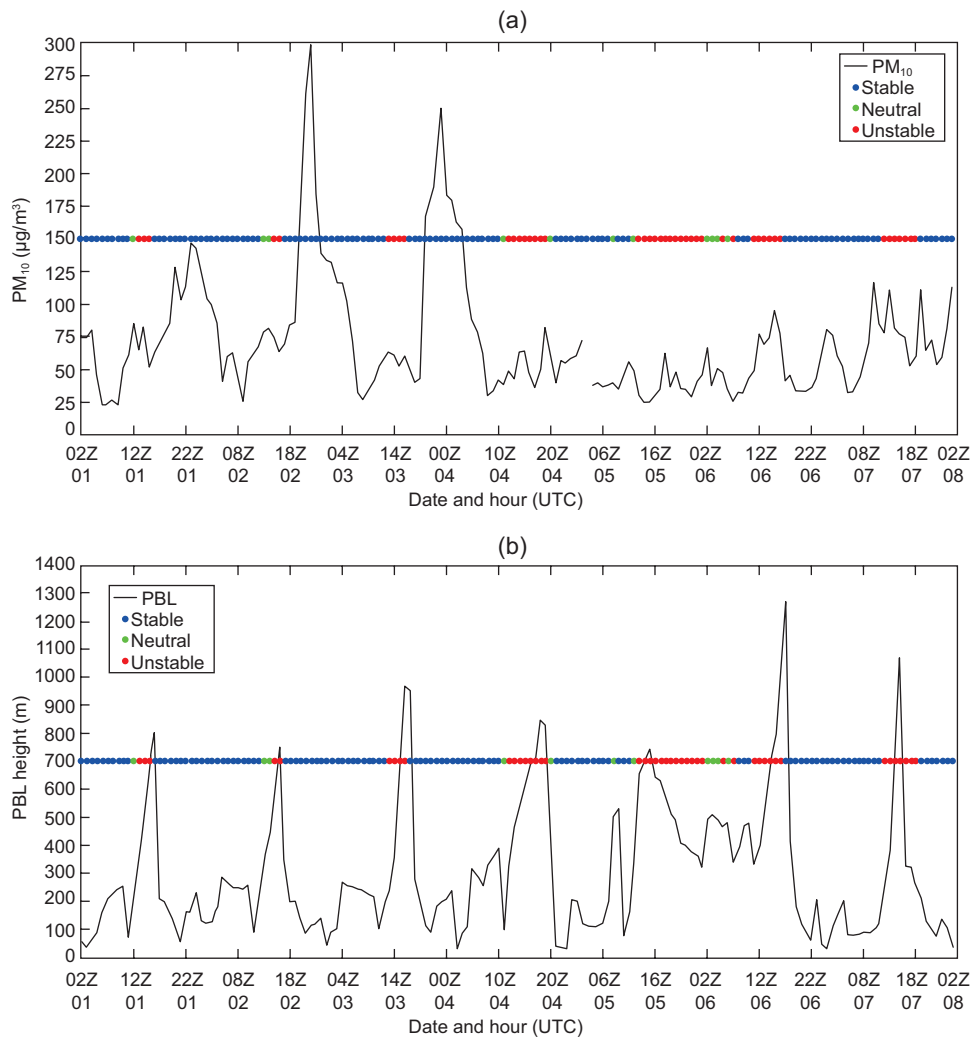 (a)
300
275
250
225
200
175
150
125
100
75
50
25
0
PM₁₀ (µg/m³)
PM₁₀
Stable
Neutral
Unstable
02Z 12Z 22Z 08Z 18Z 04Z 14Z 00Z 10Z 20Z 06Z 16Z 02Z 12Z 22Z 08Z 18Z 02Z
01 01 01 02 02 03 03 04 04 04 05 05 06 06 06 07 07 08
Date and hour (UTC)
(b)
1400
1300
1200
1100
1000
900
800
700
600
500
400
300
200
100
0
PBL height (m)
PBL
Stable
Neutral
Unstable
02Z 12Z 22Z 08Z 18Z 04Z 14Z 00Z 10Z 20Z 06Z 16Z 02Z 12Z 22Z 08Z 18Z 02Z
01 01 01 02 02 03 03 04 04 04 05 05 06 06 06 07 07 08
Date and hour (UTC)